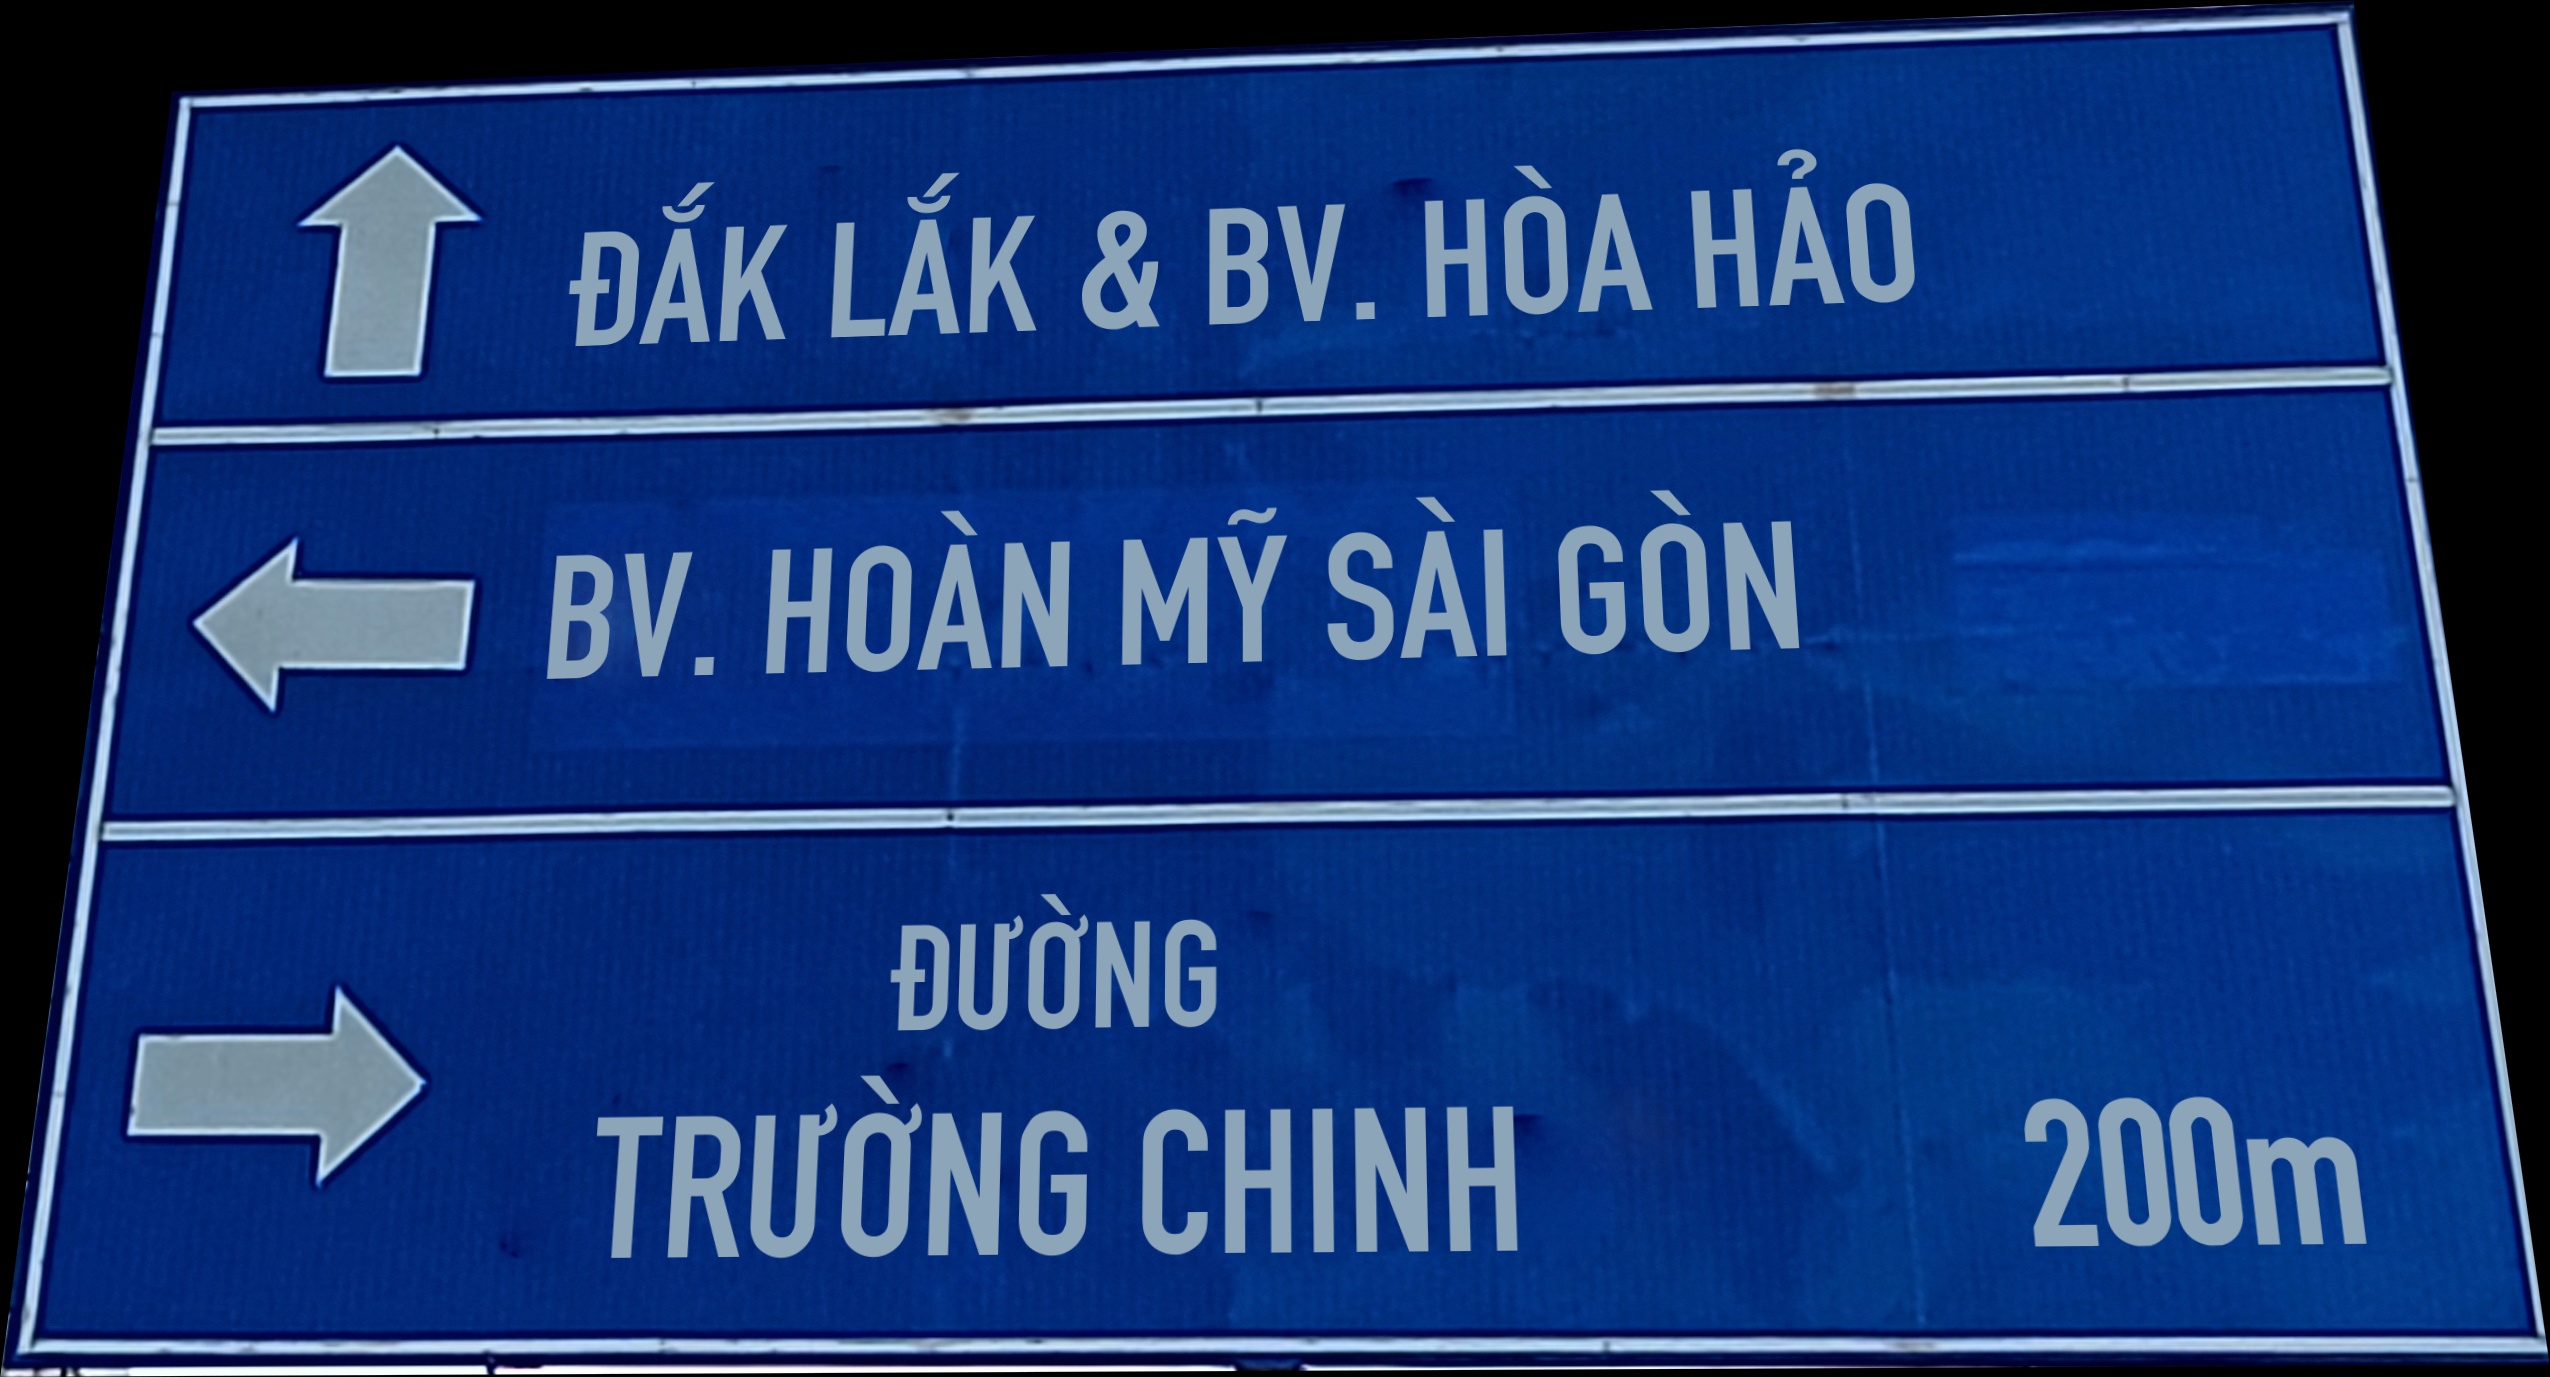 ĐẮK LẮK & BV. HÒA HẢO
BV. HOÀN MỸ SÀI GÒN
ĐƯỜNG
TRƯỜNG CHINH
200m